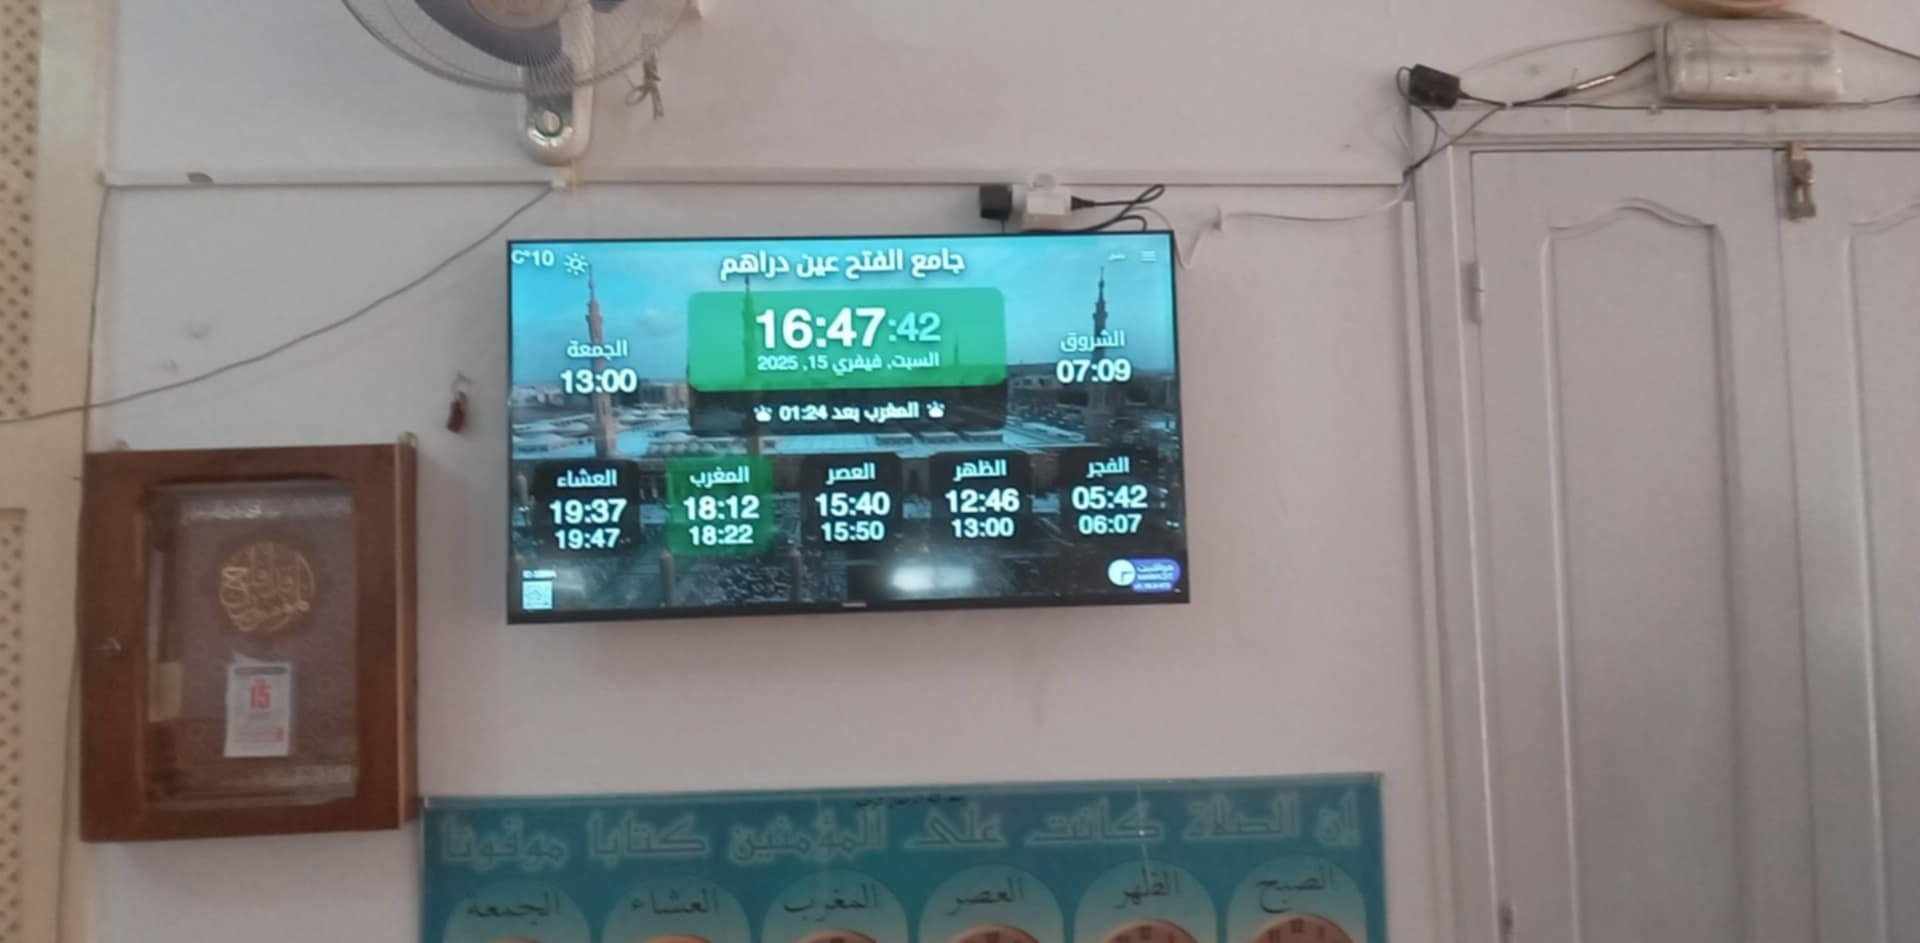 جامع الفتح عين دراهم
C°10
16:47:42
السبت, فيفري 15, 2025
الشروق
07:09
الجمعة
13:00
المغرب بعد 01:24
الفجر
05:42
06:07
الظهر
12:46
13:00
العصر
15:40
15:50
المغرب
18:12
18:22
العشاء
19:37
19:47
مواقيت
MAWAQIT
15
إن الصلاة كانت على المؤمنين كتابا موقوتا
الصبح
الظهر
العصر
المغرب
العشاء
الجمعة